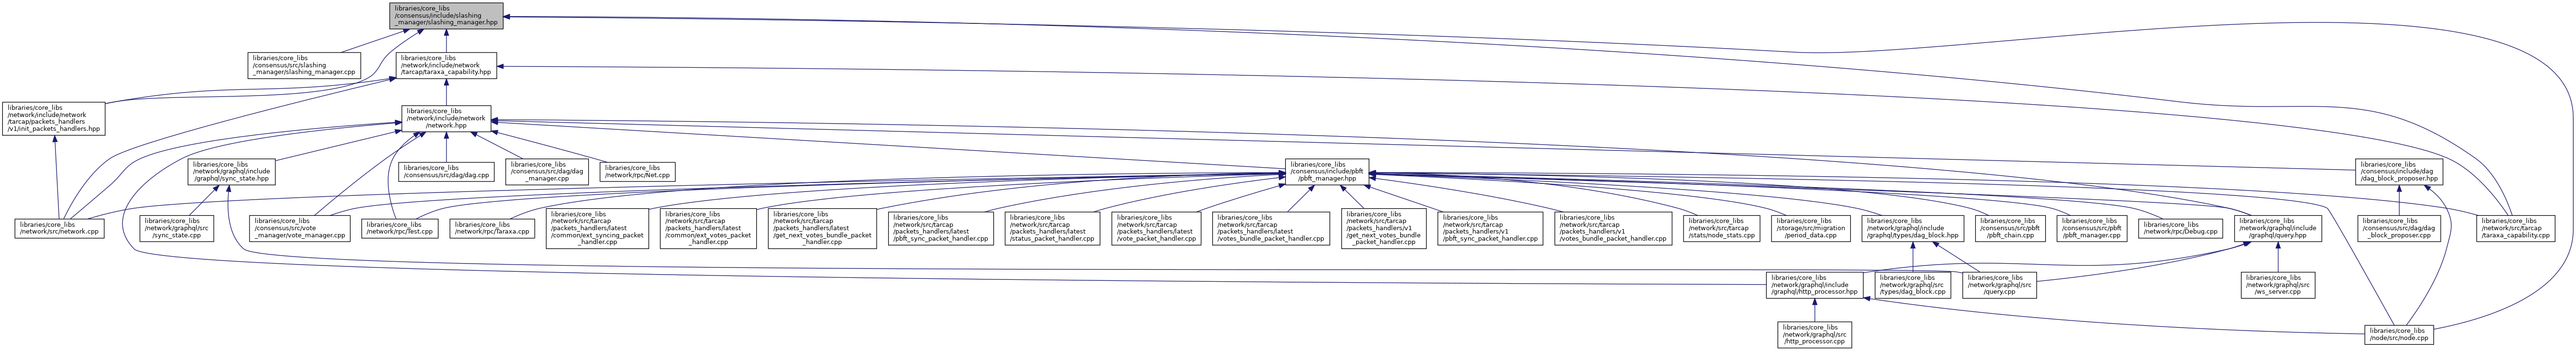 libraries/core_libs
/consensus/include/slashing
_manager/slashing_manager.hpp
libraries/core_libs
/consensus/src/slashing
_manager/slashing_manager.cpp
libraries/core_libs
/network/include/network
/tarcap/taraxa_capability.hpp
libraries/core_libs
/network/include/network
/tarcap/packets_handlers
/v1/init_packets_handlers.hpp
libraries/core_libs
/network/include/network
/network.hpp
libraries/core_libs
/network/graphql/include
/graphql/sync_state.hpp
libraries/core_libs
/consensus/src/dag/dag.cpp
libraries/core_libs
/consensus/src/dag/dag
_manager.cpp
libraries/core_libs
/network/rpc/Net.cpp
libraries/core_libs
/consensus/include/pbft
/pbft_manager.hpp
libraries/core_libs
/consensus/include/dag
/dag_block_proposer.hpp
libraries/core_libs
/network/src/network.cpp
libraries/core_libs
/network/graphql/src
/sync_state.cpp
libraries/core_libs
/consensus/src/vote
_manager/vote_manager.cpp
libraries/core_libs
/network/rpc/Test.cpp
libraries/core_libs
/network/rpc/Taraxa.cpp
libraries/core_libs
/network/src/tarcap
/packets_handlers/latest
/common/ext_syncing_packet
_handler.cpp
libraries/core_libs
/network/src/tarcap
/packets_handlers/latest
/common/ext_votes_packet
_handler.cpp
libraries/core_libs
/network/src/tarcap
/packets_handlers/latest
/get_next_votes_bundle_packet
_handler.cpp
libraries/core_libs
/network/src/tarcap
/packets_handlers/latest
/pbft_sync_packet_handler.cpp
libraries/core_libs
/network/src/tarcap
/packets_handlers/latest
/status_packet_handler.cpp
libraries/core_libs
/network/src/tarcap
/packets_handlers/latest
/vote_packet_handler.cpp
libraries/core_libs
/network/src/tarcap
/packets_handlers/latest
/votes_bundle_packet_handler.cpp
libraries/core_libs
/network/src/tarcap
/packets_handlers/v1
/get_next_votes_bundle
_packet_handler.cpp
libraries/core_libs
/network/src/tarcap
/packets_handlers/v1
/pbft_sync_packet_handler.cpp
libraries/core_libs
/network/src/tarcap
/packets_handlers/v1
/votes_bundle_packet_handler.cpp
libraries/core_libs
/network/src/tarcap
/stats/node_stats.cpp
libraries/core_libs
/storage/src/migration
/period_data.cpp
libraries/core_libs
/network/graphql/include
/graphql/types/dag_block.hpp
libraries/core_libs
/consensus/src/pbft
/pbft_chain.cpp
libraries/core_libs
/consensus/src/pbft
/pbft_manager.cpp
libraries/core_libs
/network/rpc/Debug.cpp
libraries/core_libs
/network/graphql/include
/graphql/query.hpp
libraries/core_libs
/consensus/src/dag/dag
_block_proposer.cpp
libraries/core_libs
/network/src/tarcap
/taraxa_capability.cpp
libraries/core_libs
/network/graphql/include
/graphql/http_processor.hpp
libraries/core_libs
/network/graphql/src
/types/dag_block.cpp
libraries/core_libs
/network/graphql/src
/query.cpp
libraries/core_libs
/network/graphql/src
/ws_server.cpp
libraries/core_libs
/network/graphql/src
/http_processor.cpp
libraries/core_libs
/node/src/node.cpp